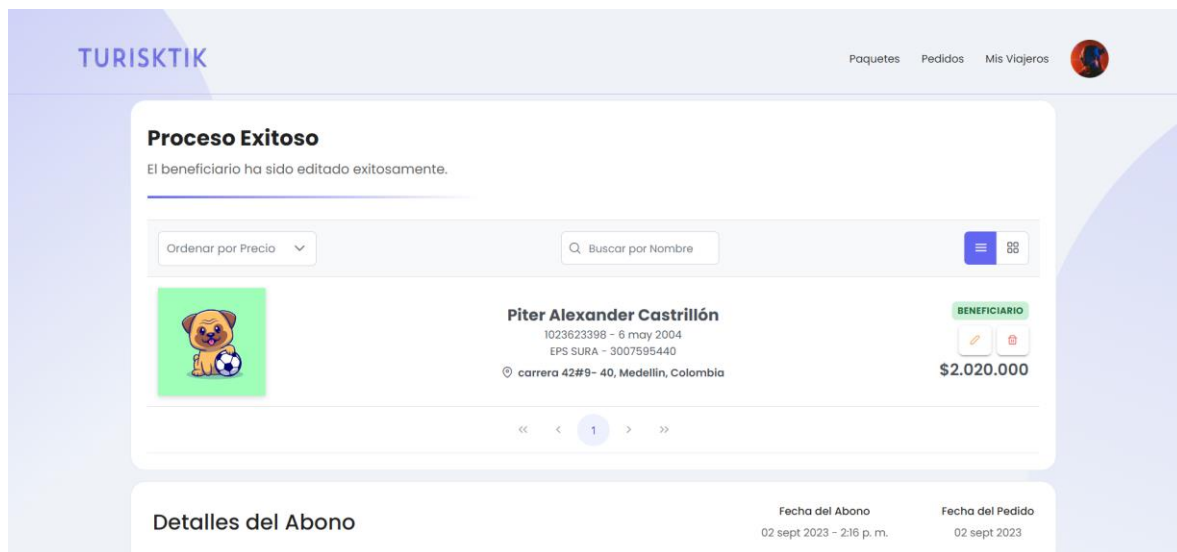 TURISKTIK
Paquetes Pedidos Mis Viajeros
Proceso Exitoso
El beneficiario ha sido editado exitosamente.
Ordenar por Precio
Buscar por Nombre
Piter Alexander Castrillón
1023623398 - 6 may 2004
EPS SURA - 3007595440
carrera 42#9- 40, Medellin, Colombia
BENEFICIARIO
$2.020.000
<< < 1 > >>
Detalles del Abono
Fecha del Abono
02 sept 2023 - 2:16 p. m.
Fecha del Pedido
02 sept 2023